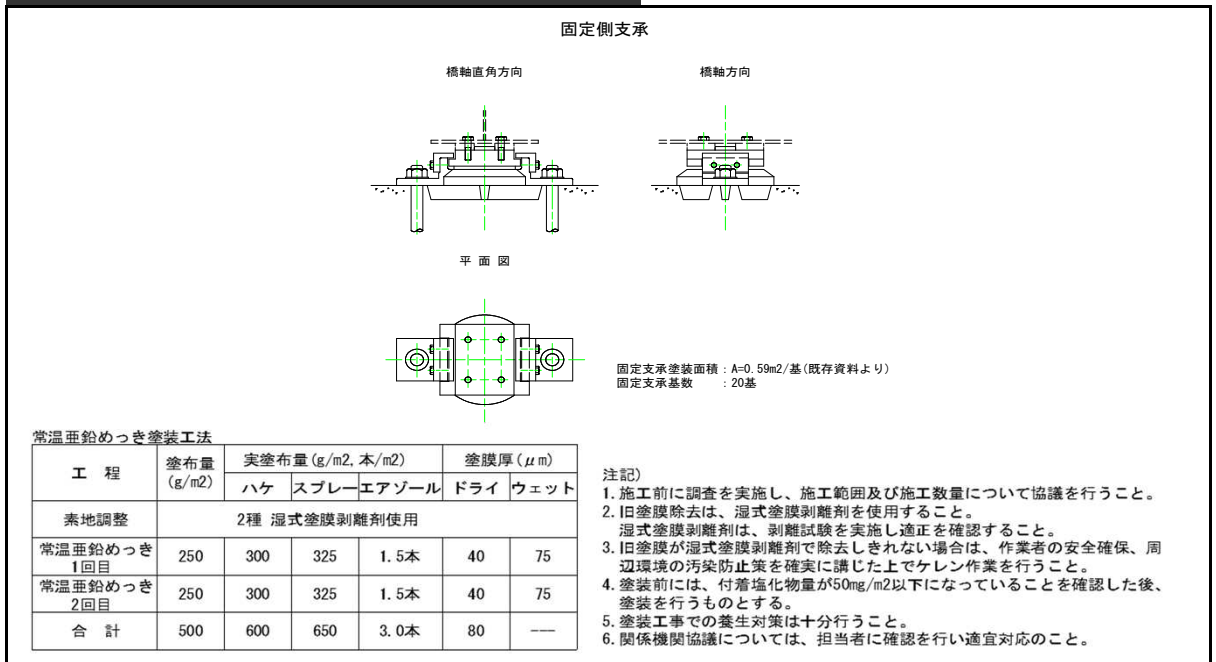 固定側支承
橋軸直角方向
橋軸方向
平 面 図
固定支承塗装面積：A=0.59m2/基(既存資料より)
固定支承基数　　：20基
常温亜鉛めっき塗装工法
工 程 塗布量(g/m2) 実塗布量(g/m2, 本/m2) 塗膜厚(μm)
ハケ スプレー エアゾール ドライ ウェット
素地調整 2種 湿式塗膜剥離剤使用
常温亜鉛めっき1回目 250 300 325 1.5本 40 75
常温亜鉛めっき2回目 250 300 325 1.5本 40 75
合 計 500 600 650 3.0本 80 ---
注記)
1. 施工前に調査を実施し、施工範囲及び施工数量について協議を行うこと。
2. 旧塗膜除去は、湿式塗膜剥離剤を使用すること。
湿式塗膜剥離剤は、剥離試験を実施し適正を確認すること。
3. 旧塗膜が湿式塗膜剥離剤で除去しきれない場合は、作業者の安全確保、周
辺環境の汚染防止策を確実に講じた上でケレン作業を行うこと。
4. 塗装前には、付着塩化物量が50mg/m2以下になっていることを確認した後、
塗装を行うものとする。
5. 塗装工事での養生対策は十分行うこと。
6. 関係機関協議については、担当者に確認を行い適宜対応のこと。